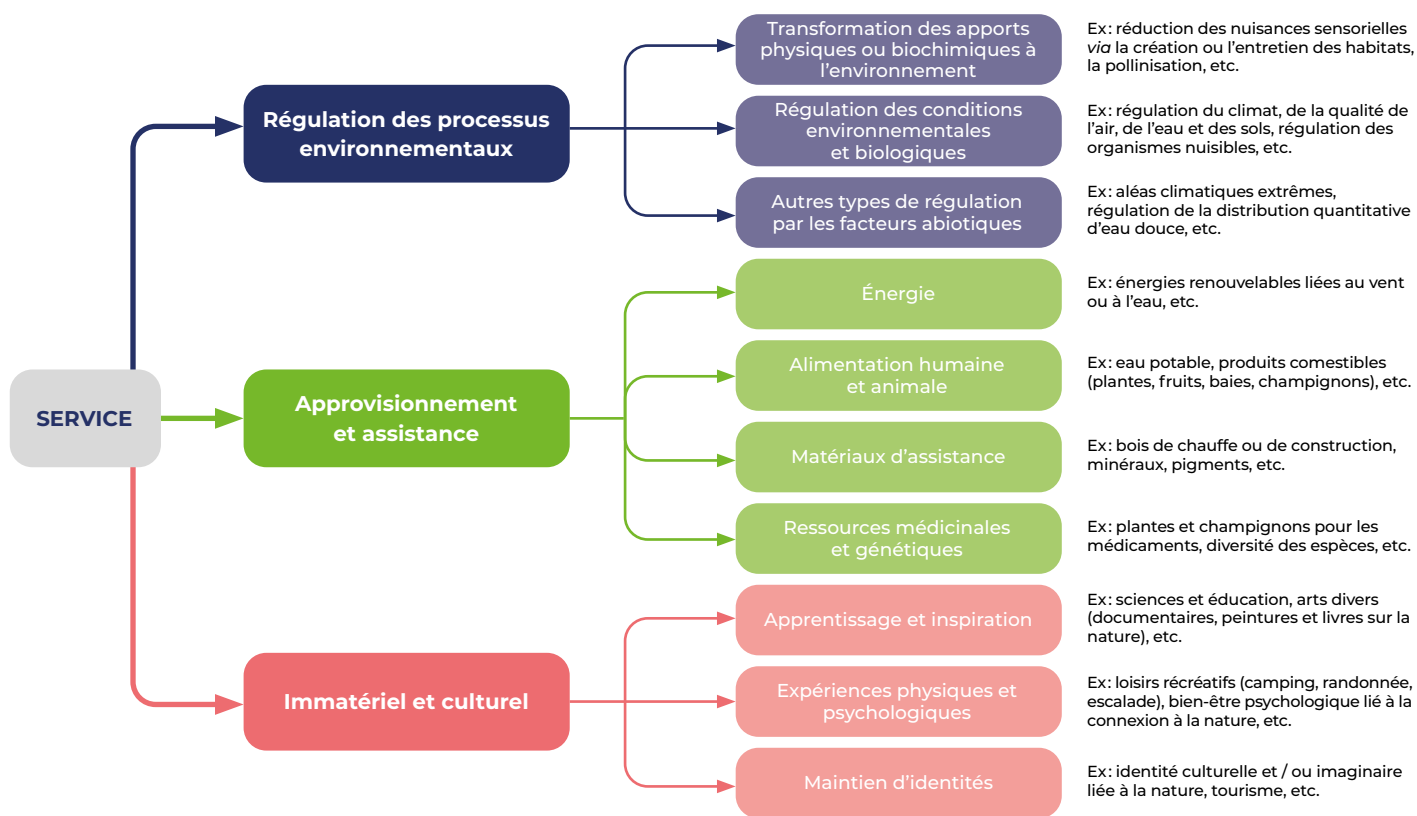 SERVICE
Régulation des processus
environnementaux
Transformation des apports
physiques ou biochimiques à
l’environnement
Ex : réduction des nuisances sensorielles
via la création ou l’entretien des habitats,
la pollinisation, etc.
Régulation des conditions
environnementales
et biologiques
Ex : régulation du climat, de la qualité de
l’air, de l’eau et des sols, régulation des
organismes nuisibles, etc.
Autres types de régulation
par les facteurs abiotiques
Ex : aléas climatiques extrêmes,
régulation de la distribution quantitative
d’eau douce, etc.
Approvisionnement
et assistance
Énergie
Ex : énergies renouvelables liées au vent
ou à l’eau, etc.
Alimentation humaine
et animale
Ex : eau potable, produits comestibles
(plantes, fruits, baies, champignons), etc.
Matériaux d’assistance
Ex : bois de chauffe ou de construction,
minéraux, pigments, etc.
Ressources médicinales
et génétiques
Ex : plantes et champignons pour les
médicaments, diversité des espèces, etc.
Immatériel et culturel
Apprentissage et inspiration
Ex : sciences et éducation, arts divers
(documentaires, peintures et livres sur la
nature), etc.
Expériences physiques et
psychologiques
Ex : loisirs récréatifs (camping, randonnée,
escalade), bien-être psychologique lié à la
connexion à la nature, etc.
Maintien d’identités
Ex : identité culturelle et / ou imaginaire
liée à la nature, tourisme, etc.